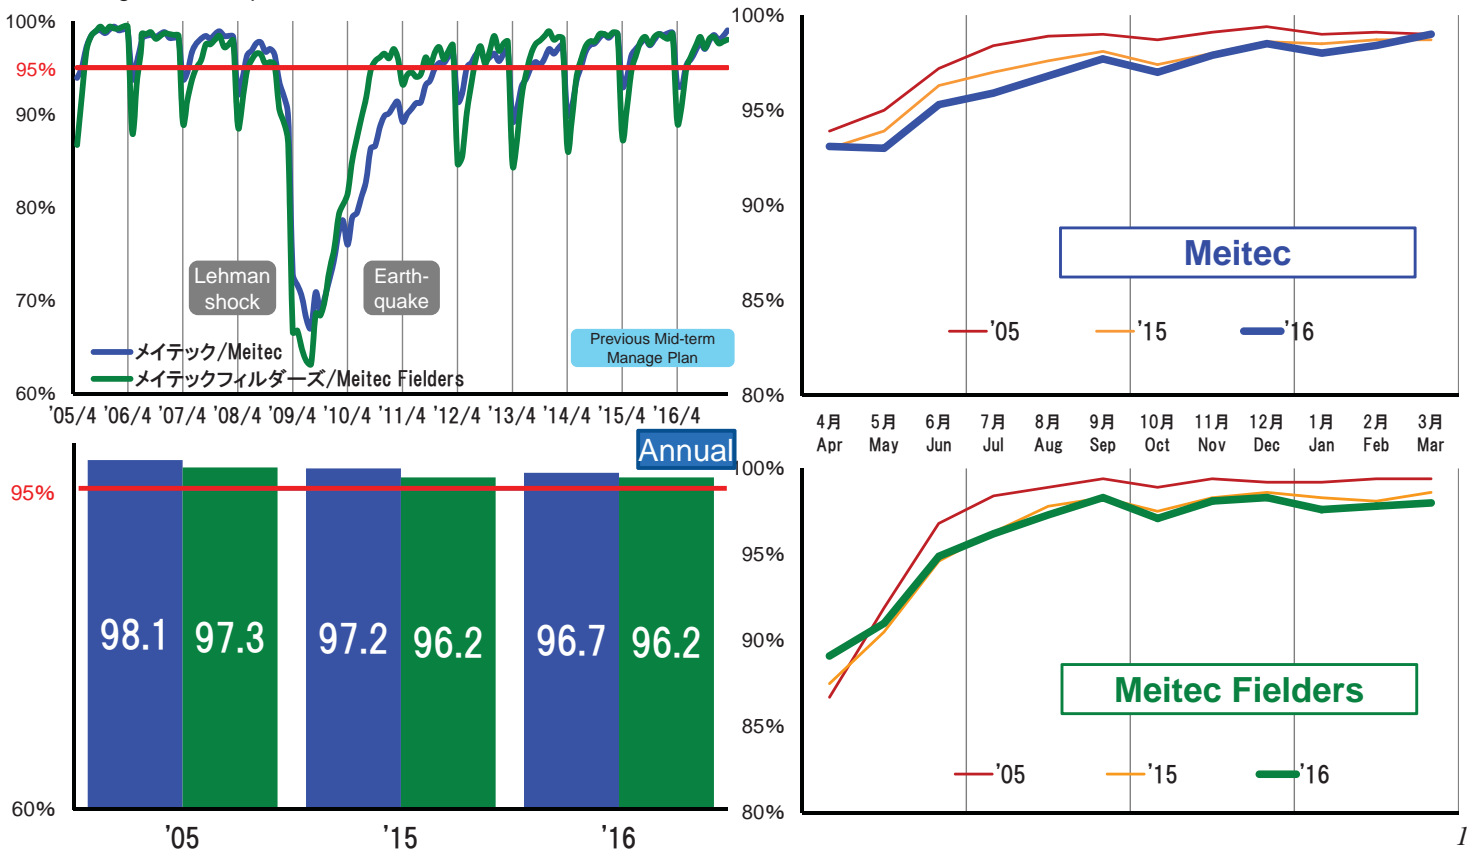 100%
95%
90%
80%
70%
60%
Lehman
shock
Earth-
quake
Previous Mid-term
Manage Plan
メイテック/Meitec
メイテックフィルダーズ/Meitec Fielders
'05/4 '06/4 '07/4 '08/4 '09/4 '10/4 '11/4 '12/4 '13/4 '14/4 '15/4 '16/4
Annual
95%
60%
98.1 97.3 97.2 96.2 96.7 96.2
'05 '15 '16
100%
95%
90%
85%
80%
Meitec
'05 '15 '16
4月 5月 6月 7月 8月 9月 10月 11月 12月 1月 2月 3月
Apr May Jun Jul Aug Sep Oct Nov Dec Jan Feb Mar
100%
95%
90%
85%
80%
Meitec Fielders
'05 '15 '16
1